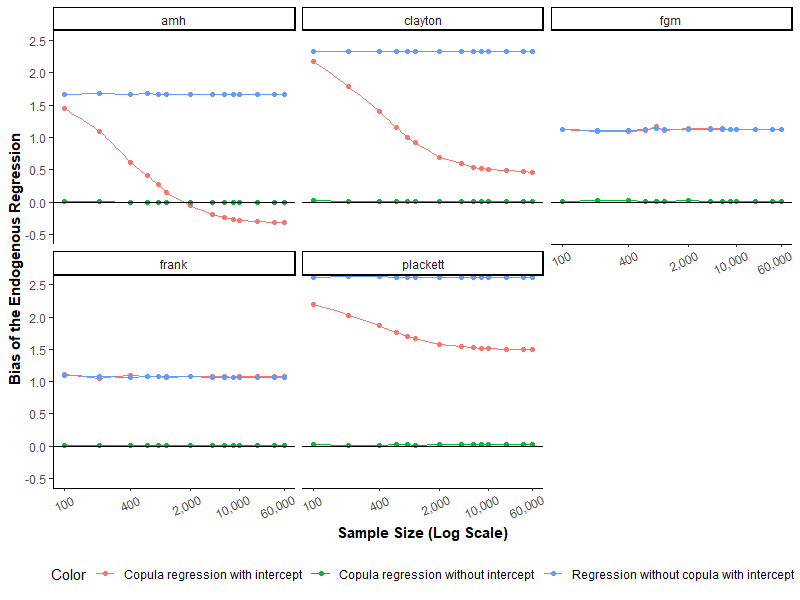 amh clayton fgm
2.5
2.0
1.5
1.0
0.5
0.0
-0.5
100 400 2,000 10,000 60,000
frank plackett
2.5
2.0
1.5
1.0
0.5
0.0
-0.5
100 400 2,000 10,000 60,000 100 400 2,000 10,000 60,000
Bias of the Endogenous Regression
Sample Size (Log Scale)
Color Copula regression with intercept Copula regression without intercept Regression without copula with intercept